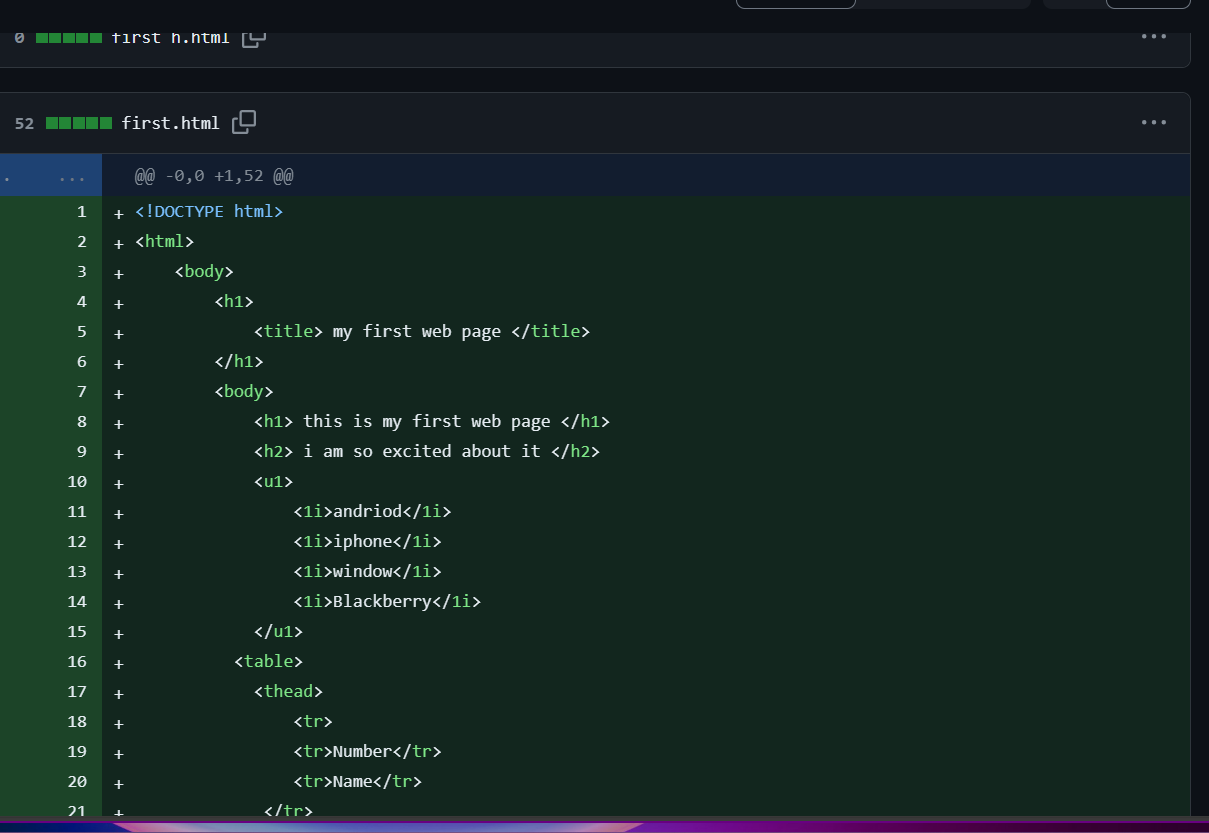 0 first h.html
52 first.html
. ... @@ -0,0 +1,52 @@
1 + <!DOCTYPE html>
2 + <html>
3 + <body>
4 + <h1>
5 + <title> my first web page </title>
6 + </h1>
7 + <body>
8 + <h1> this is my first web page </h1>
9 + <h2> i am so excited about it </h2>
10 + <u1>
11 + <1i>andriod</1i>
12 + <1i>iphone</1i>
13 + <1i>window</1i>
14 + <1i>Blackberry</1i>
15 + </u1>
16 + <table>
17 + <thead>
18 + <tr>
19 + <tr>Number</tr>
20 + <tr>Name</tr>
21 + </tr>